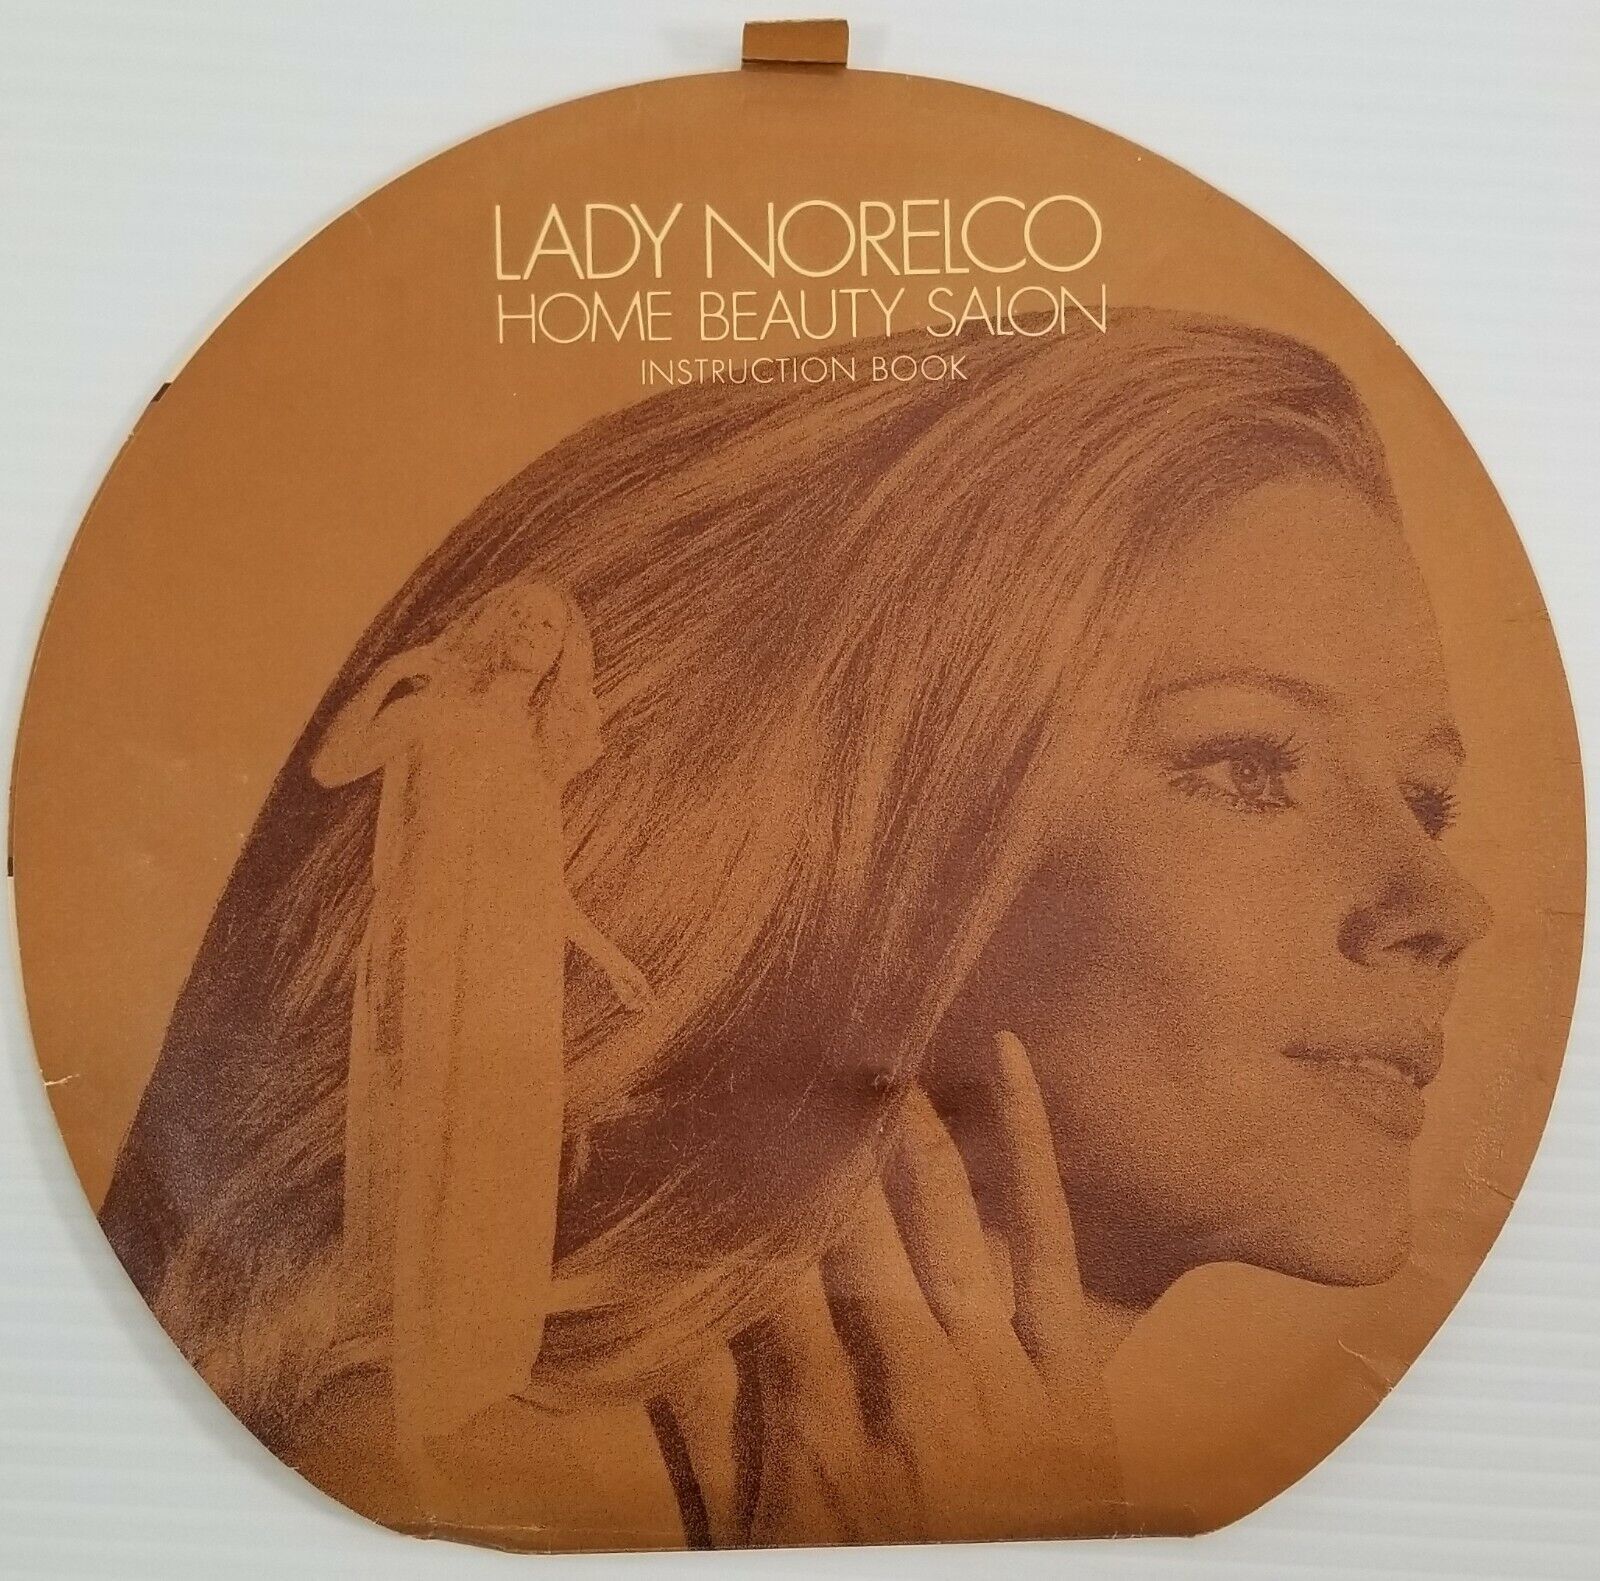 LADY NORELCO
HOME BEAUTY SALON
INSTRUCTION BOOK